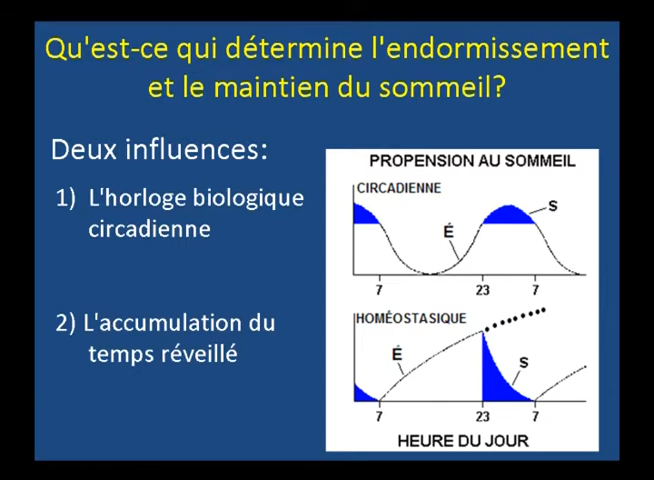 Qu'est-ce qui détermine l'endormissement
et le maintien du sommeil?
Deux influences:
1) L'horloge biologique
circadienne
2) L'accumulation du
temps réveillé
PROPENSION AU SOMMEIL
CIRCADIENNE
S
É
7 23 7
HOMÉOSTASIQUE
É
S
7 23 7
HEURE DU JOUR